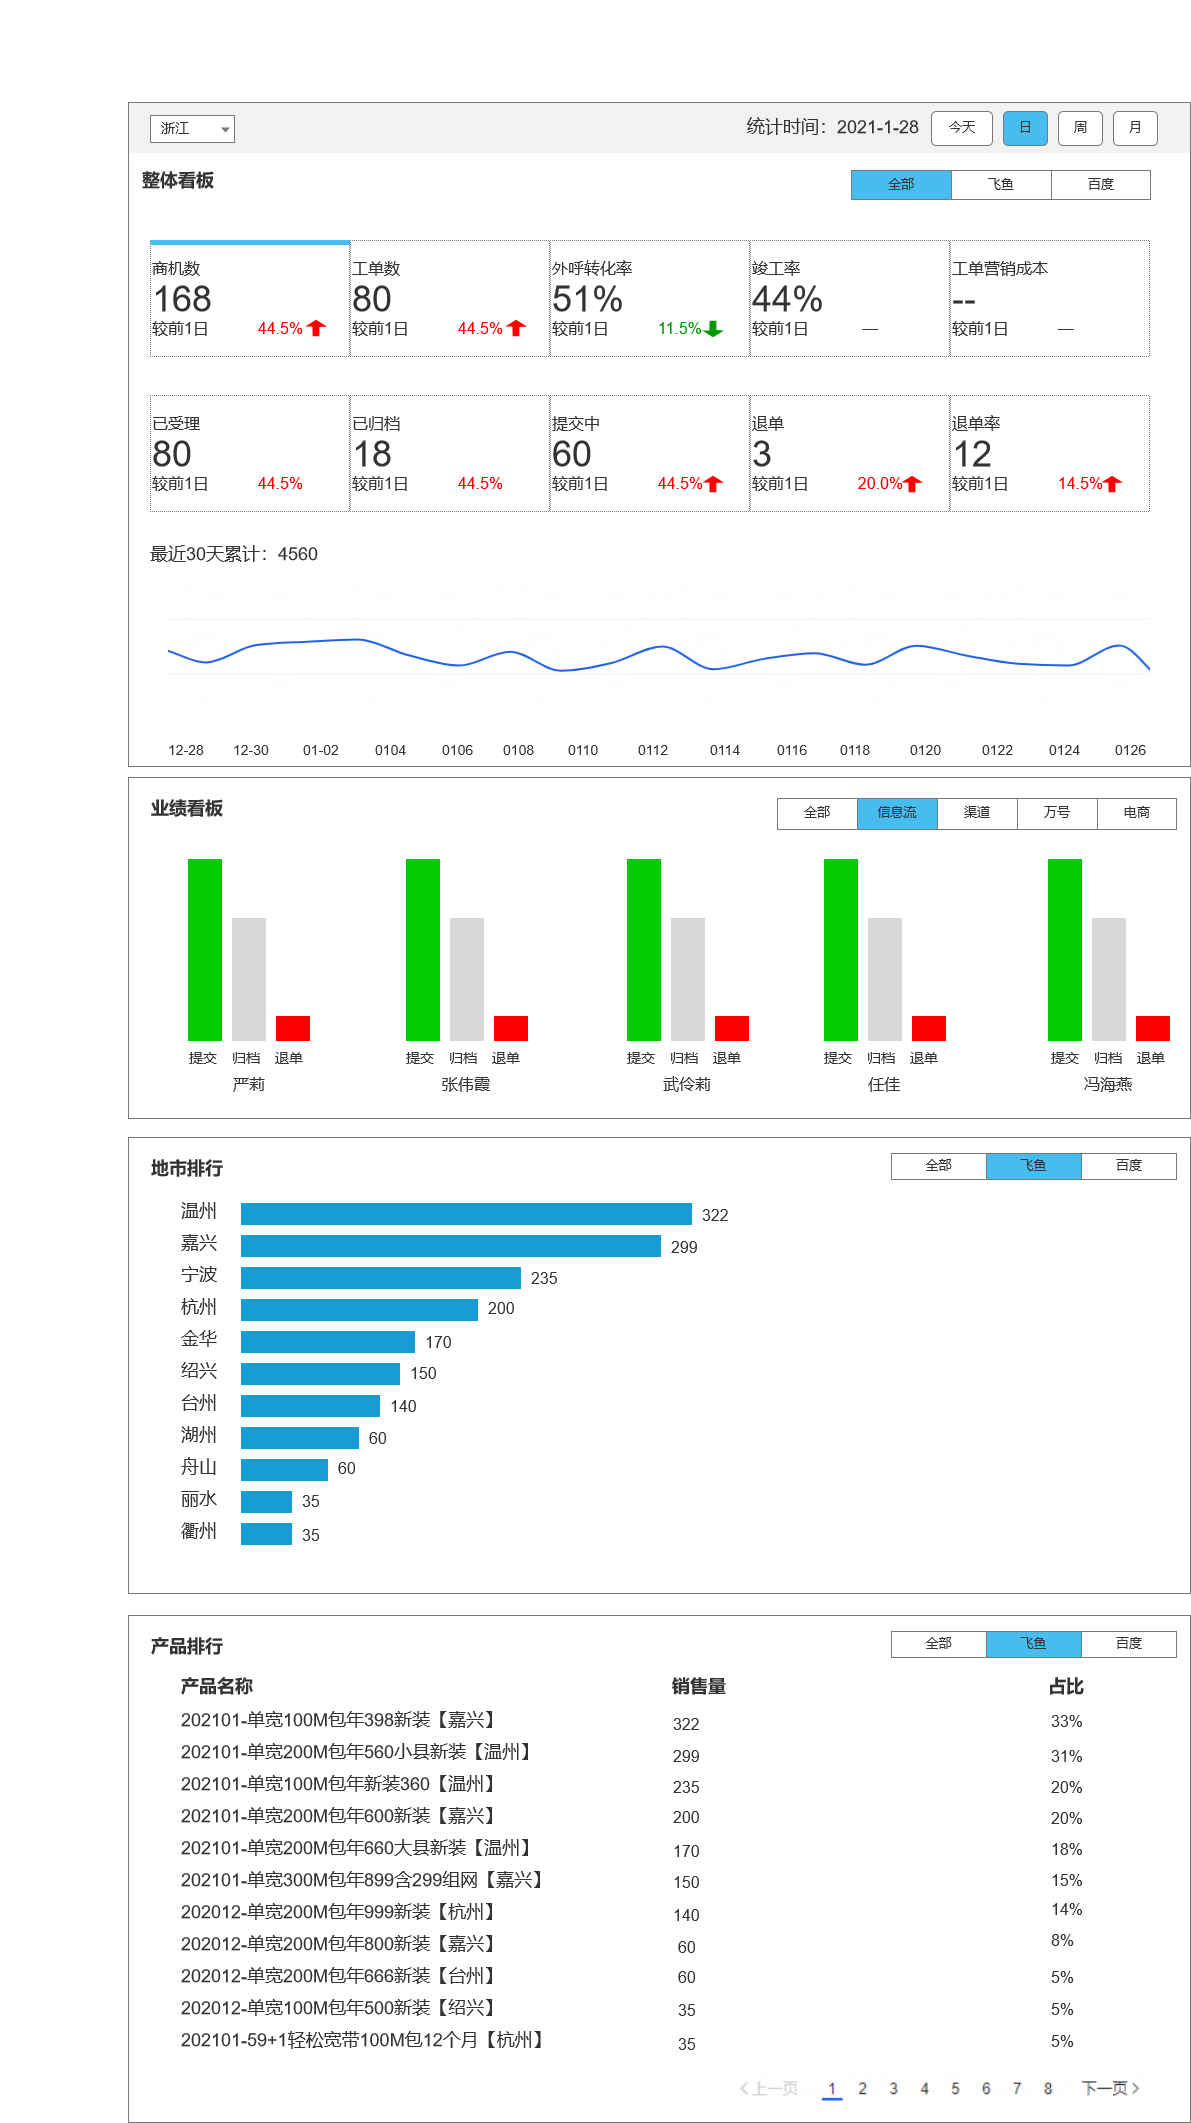 浙江
统计时间：2021-1-28 今天 日 周 月
整体看板 全部 飞鱼 百度
商机数 工单数 外呼转化率 竣工率 工单营销成本
168 80 51% 44% --
较前1日 44.5% 较前1日 44.5% 较前1日 11.5% 较前1日 — 较前1日 —
已受理 已归档 提交中 退单 退单率
80 18 60 3 12
较前1日 44.5% 较前1日 44.5% 较前1日 44.5% 较前1日 20.0% 较前1日 14.5%
最近30天累计：4560
12-28 12-30 01-02 0104 0106 0108 0110 0112 0114 0116 0118 0120 0122 0124 0126
业绩看板 全部 信息流 渠道 万号 电商
提交 归档 退单 提交 归档 退单 提交 归档 退单 提交 归档 退单 提交 归档 退单
严莉 张伟霞 武伶莉 任佳 冯海燕
地市排行 全部 飞鱼 百度
温州 322
嘉兴 299
宁波 235
杭州 200
金华 170
绍兴 150
台州 140
湖州 60
舟山 60
丽水 35
衢州 35
产品排行 全部 飞鱼 百度
产品名称 销售量 占比
202101-单宽100M包年398新装【嘉兴】 322 33%
202101-单宽200M包年560小县新装【温州】 299 31%
202101-单宽100M包年新装360【温州】 235 20%
202101-单宽200M包年600新装【嘉兴】 200 20%
202101-单宽200M包年660大县新装【温州】 170 18%
202101-单宽300M包年899含299组网【嘉兴】 150 15%
202012-单宽200M包年999新装【杭州】 140 14%
202012-单宽200M包年800新装【嘉兴】 60 8%
202012-单宽200M包年666新装【台州】 60 5%
202012-单宽100M包年500新装【绍兴】 35 5%
202101-59+1轻松宽带100M包12个月【杭州】 35 5%
上一页 1 2 3 4 5 6 7 8 下一页